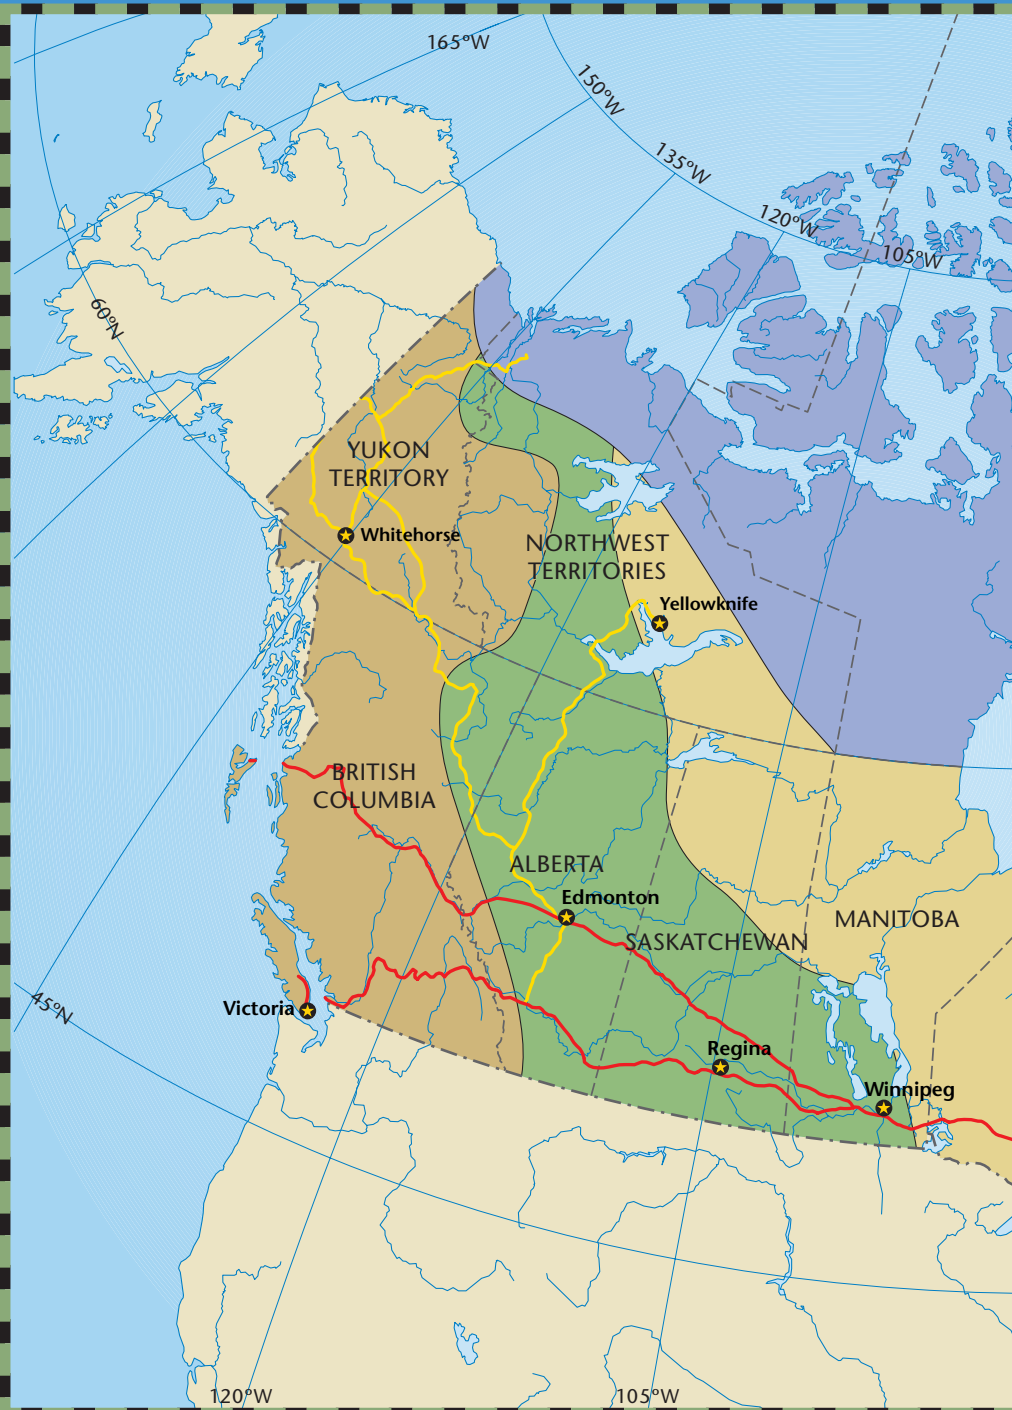 165°W
150°W
135°W
120°W
105°W
60°N
YUKON
TERRITORY
Whitehorse
NORTHWEST
TERRITORIES
Yellowknife
BRITISH
COLUMBIA
ALBERTA
Edmonton
MANITOBA
SASKATCHEWAN
45°N
Victoria
Regina
Winnipeg
120°W
105°W